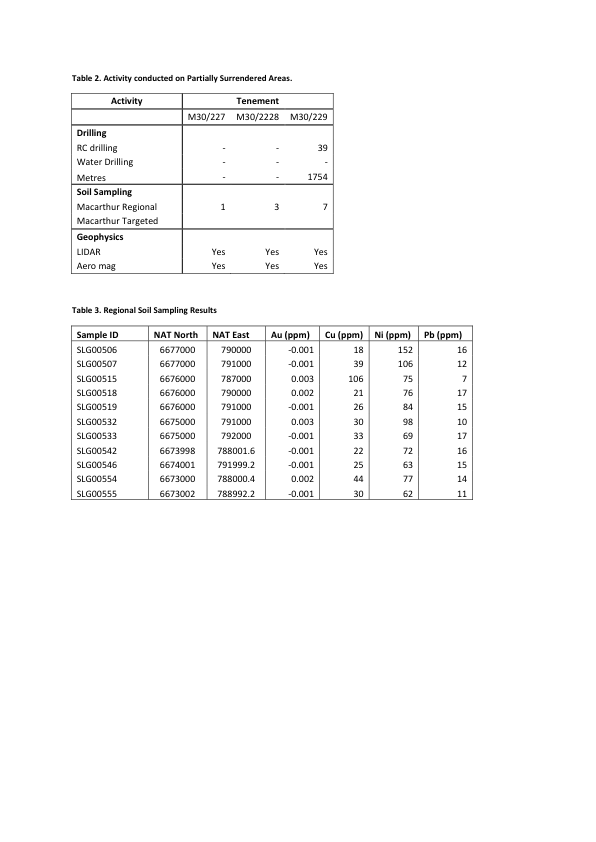 Table 2. Activity conducted on Partially Surrendered Areas.
Activity Tenement
M30/227 M30/2228 M30/229
Drilling
RC drilling - - 39
Water Drilling - - -
Metres - - 1754
Soil Sampling
Macarthur Regional 1 3 7
Macarthur Targeted
Geophysics
LIDAR Yes Yes Yes
Aero mag Yes Yes Yes
Table 3. Regional Soil Sampling Results
Sample ID NAT North NAT East Au (ppm) Cu (ppm) Ni (ppm) Pb (ppm)
SLG00506 6677000 790000 -0.001 18 152 16
SLG00507 6677000 791000 -0.001 39 106 12
SLG00515 6676000 787000 0.003 106 75 7
SLG00518 6676000 790000 0.002 21 76 17
SLG00519 6676000 791000 -0.001 26 84 15
SLG00532 6675000 791000 0.003 30 98 10
SLG00533 6675000 792000 -0.001 33 69 17
SLG00542 6673998 788001.6 -0.001 22 72 16
SLG00546 6674001 791999.2 -0.001 25 63 15
SLG00554 6673000 788000.4 0.002 44 77 14
SLG00555 6673002 788992.2 -0.001 30 62 11